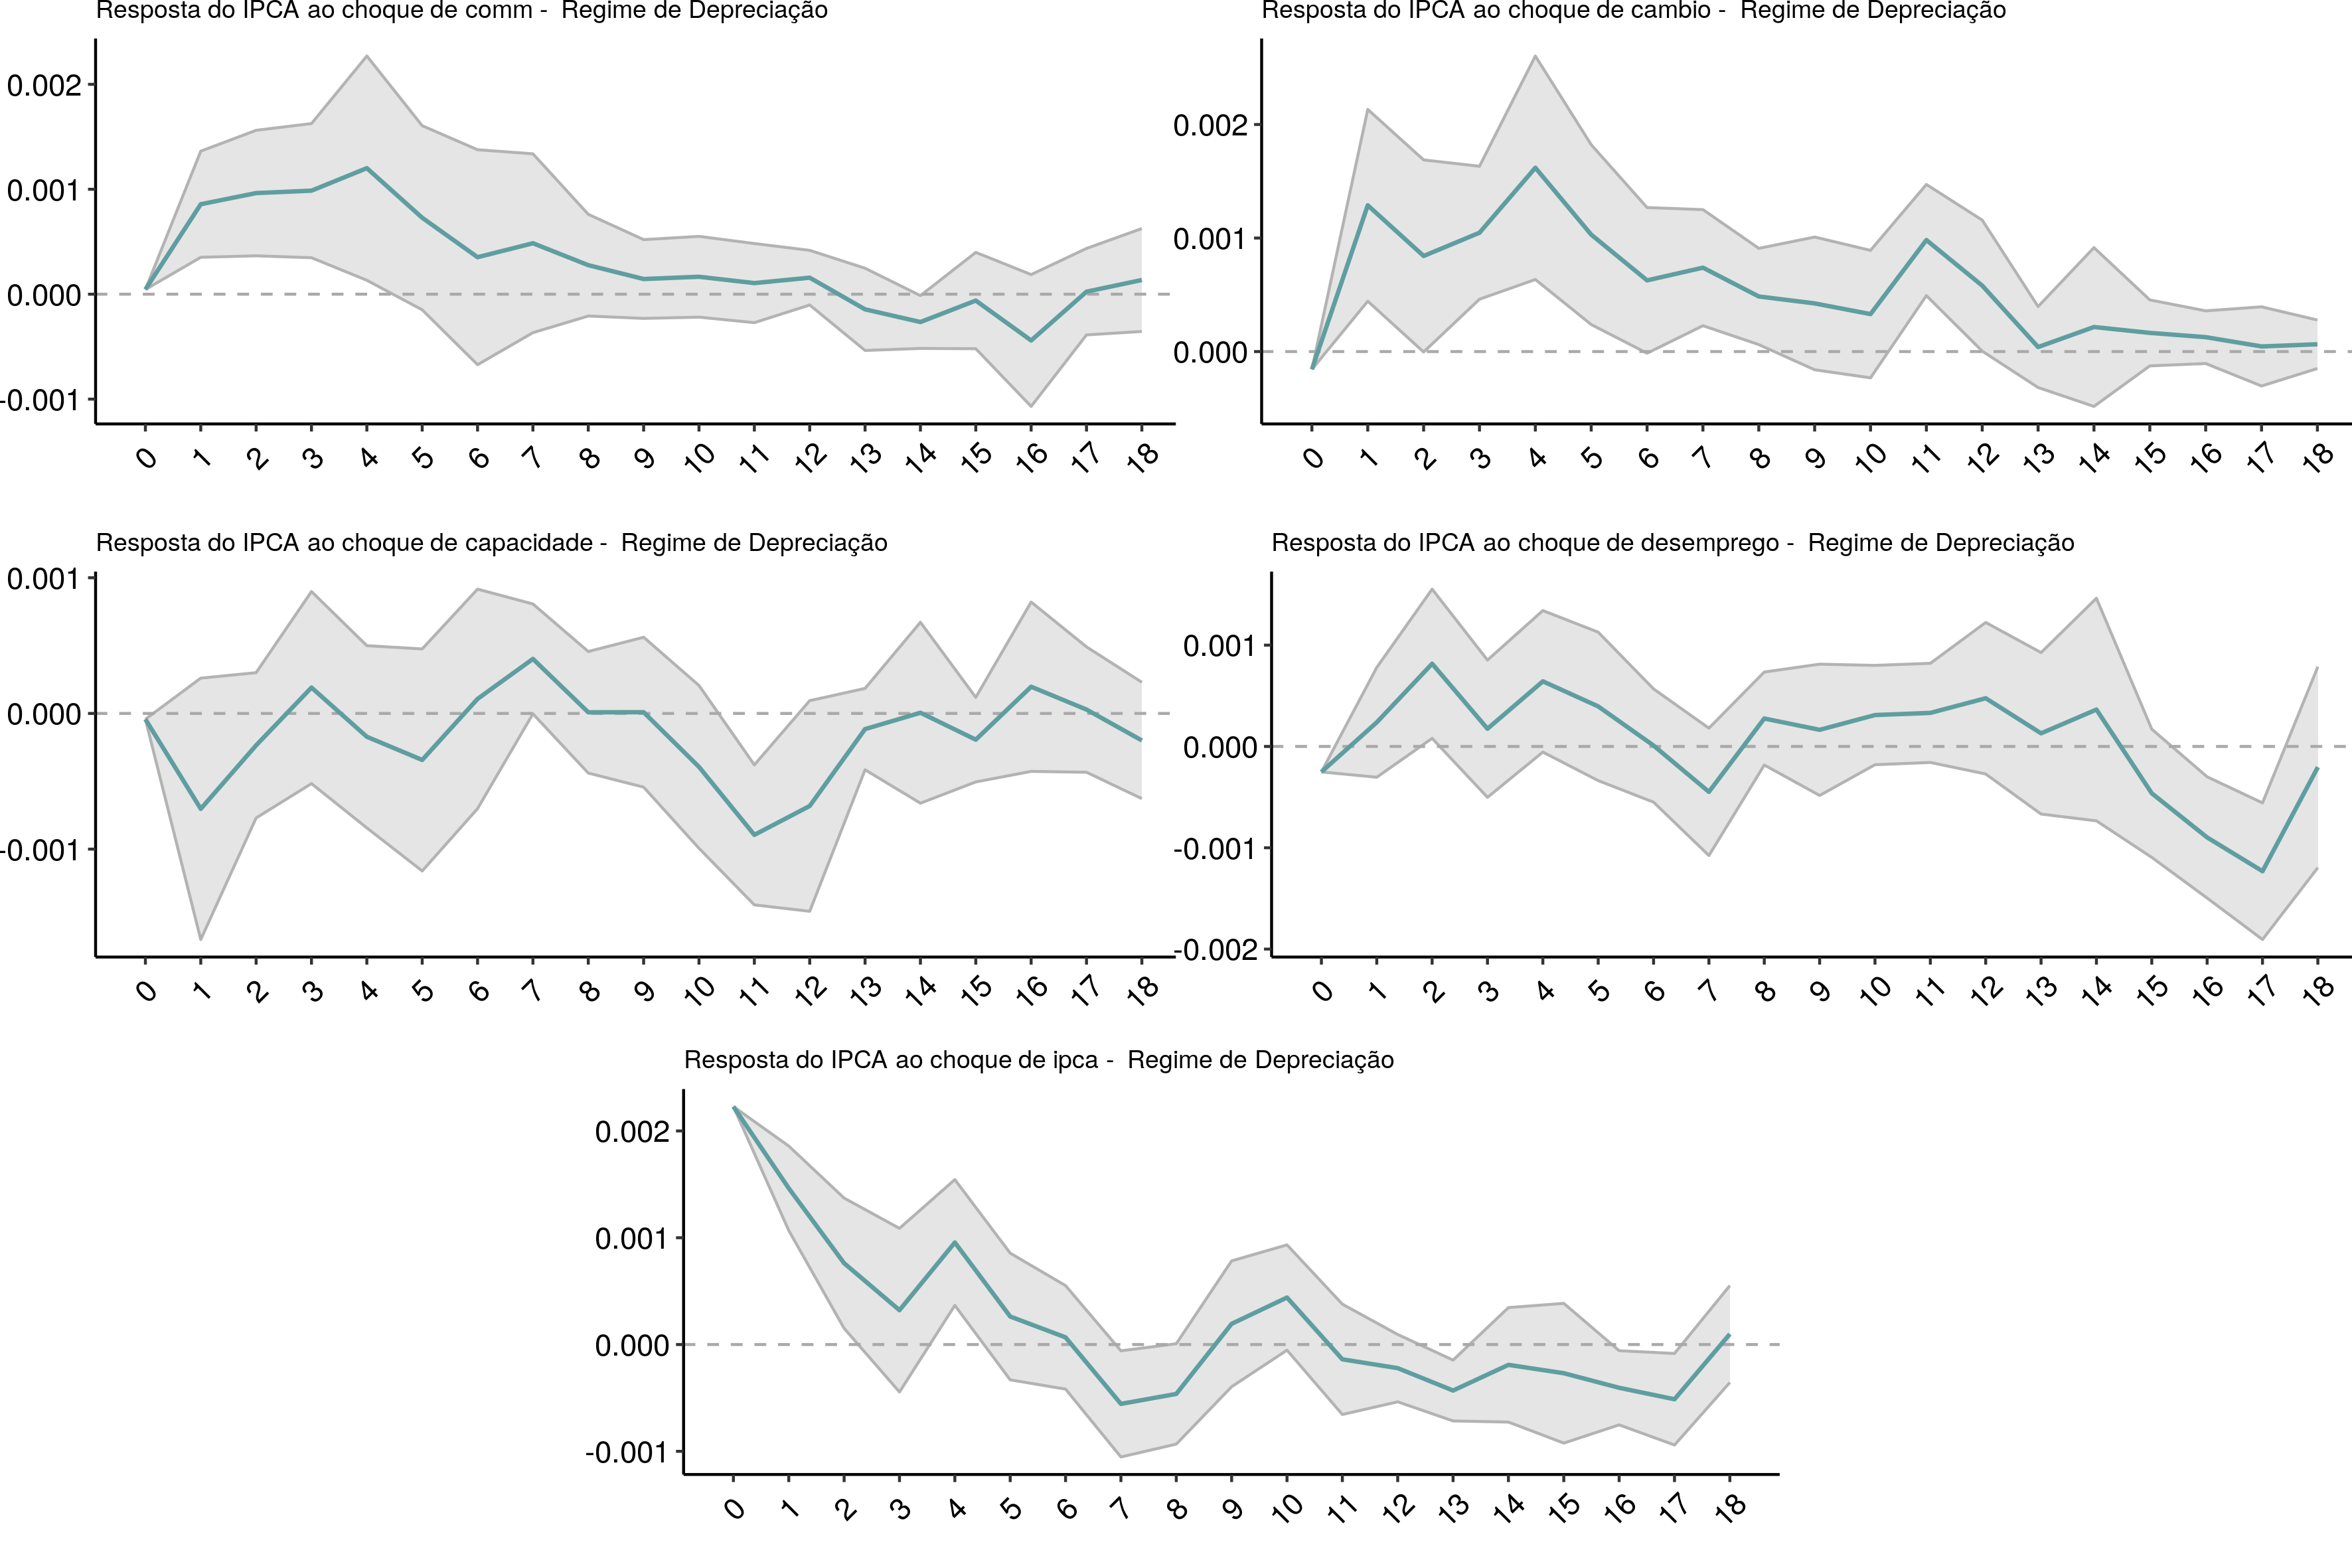 Resposta do IPCA ao choque de comm -  Regime de Depreciação
0.002
0.001
0.000
-0.001
0 1 2 3 4 5 6 7 8 9 10 11 12 13 14 15 16 17 18
Resposta do IPCA ao choque de cambio -  Regime de Depreciação
0.002
0.001
0.000
0 1 2 3 4 5 6 7 8 9 10 11 12 13 14 15 16 17 18
Resposta do IPCA ao choque de capacidade -  Regime de Depreciação
0.001
0.000
-0.001
0 1 2 3 4 5 6 7 8 9 10 11 12 13 14 15 16 17 18
Resposta do IPCA ao choque de desemprego -  Regime de Depreciação
0.001
0.000
-0.001
-0.002
0 1 2 3 4 5 6 7 8 9 10 11 12 13 14 15 16 17 18
Resposta do IPCA ao choque de ipca -  Regime de Depreciação
0.002
0.001
0.000
-0.001
0 1 2 3 4 5 6 7 8 9 10 11 12 13 14 15 16 17 18